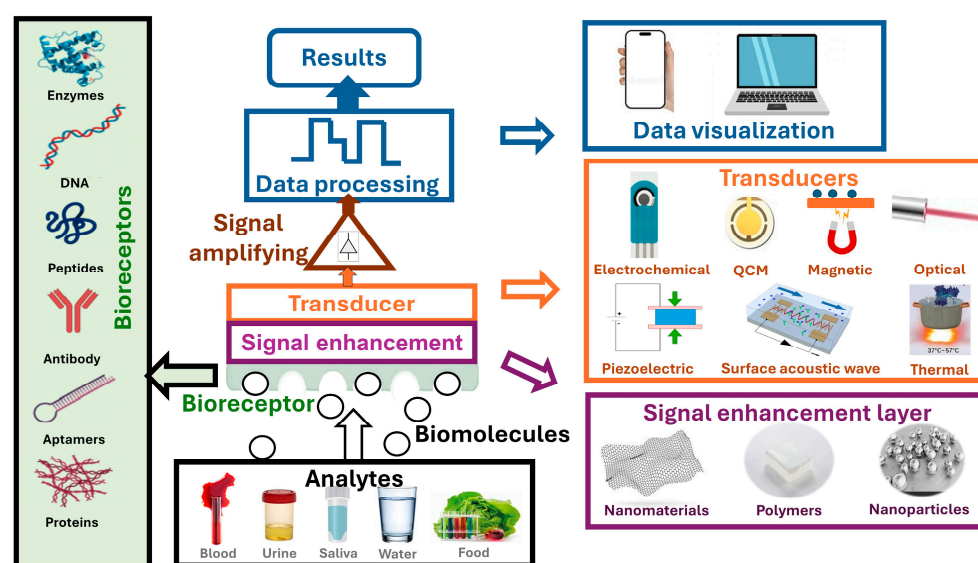 Enzymes
DNA
Peptides
Antibody
Aptamers
Proteins
Bioreceptors
Results
Data processing
Signal
amplifying
Transducer
Signal enhancement
Bioreceptor
Biomolecules
Analytes
Blood
Urine
Saliva
Water
Food
Data visualization
Transducers
Electrochemical
QCM
Magnetic
Optical
Piezoelectric
Surface acoustic wave
37°C~57°C
Thermal
Signal enhancement layer
Nanomaterials
Polymers
Nanoparticles